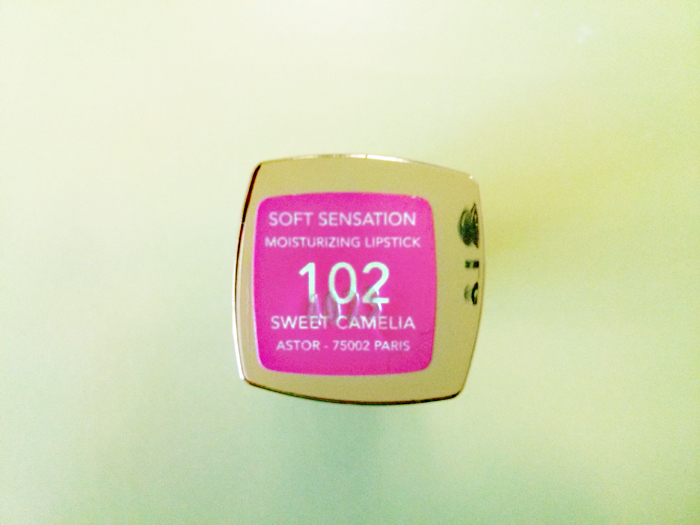 SOFT SENSATION
MOISTURIZING LIPSTICK
102
SWEET CAMELIA
ASTOR - 75002 PARIS